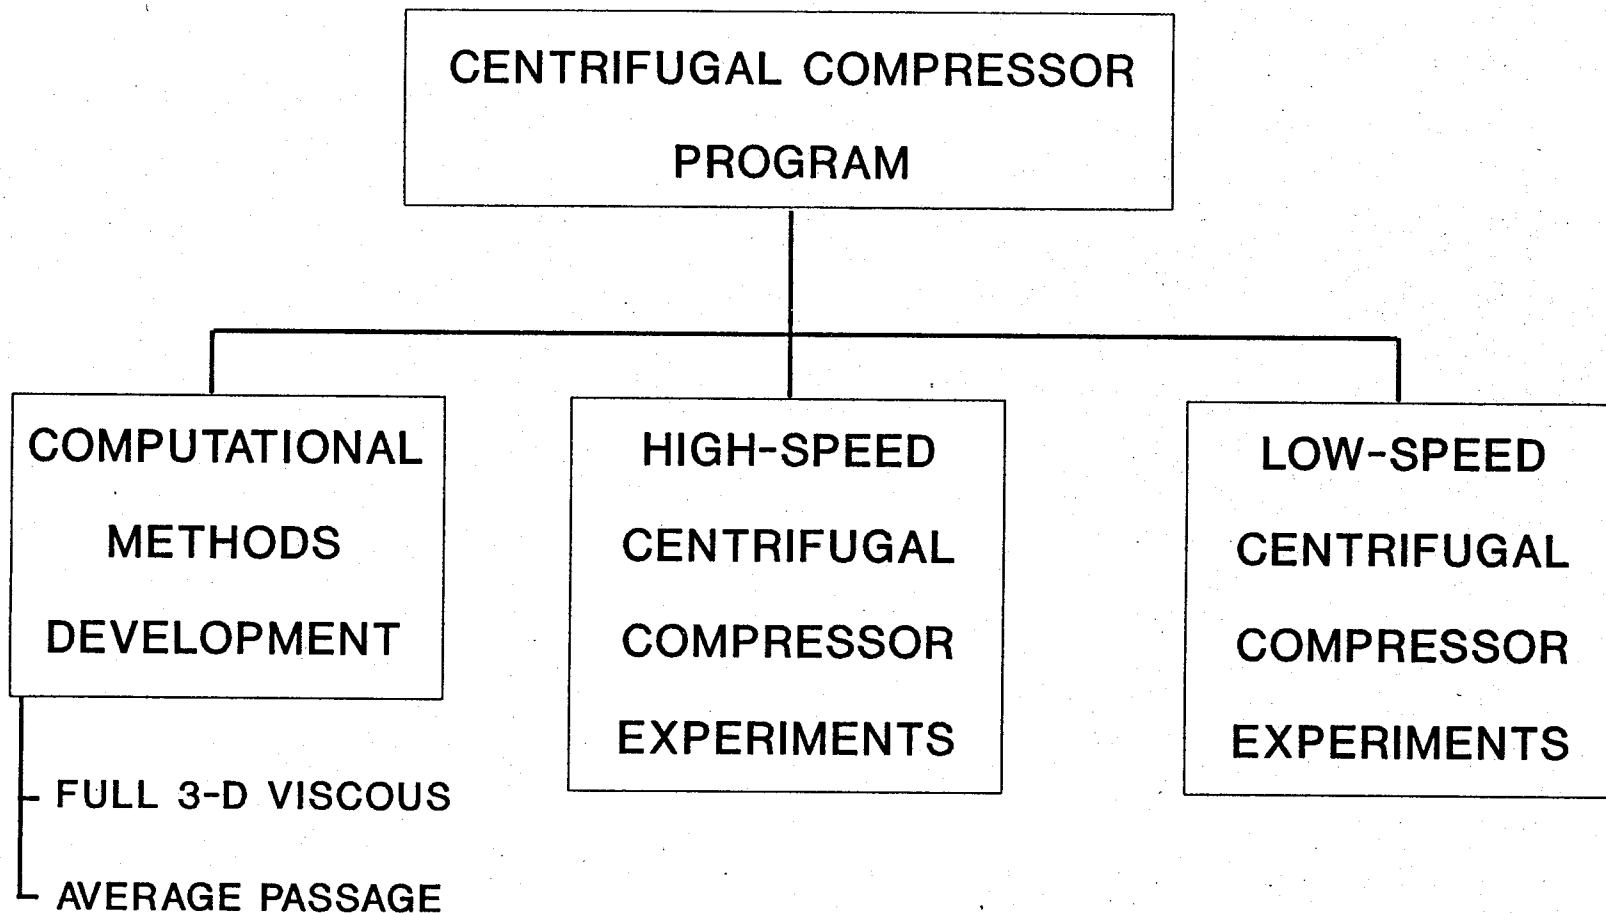 CENTRIFUGAL COMPRESSOR
PROGRAM
COMPUTATIONAL
METHODS
DEVELOPMENT
FULL 3-D VISCOUS
AVERAGE PASSAGE
HIGH-SPEED
CENTRIFUGAL
COMPRESSOR
EXPERIMENTS
LOW-SPEED
CENTRIFUGAL
COMPRESSOR
EXPERIMENTS